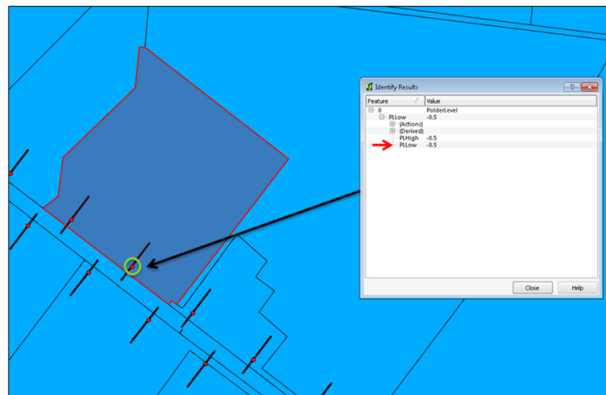 Identify Results
Feature / Value
0 PolderLevel
PLLow -0.5
(Actions)
(Derived)
PLHigh -0.5
PLLow -0.5
Close Help